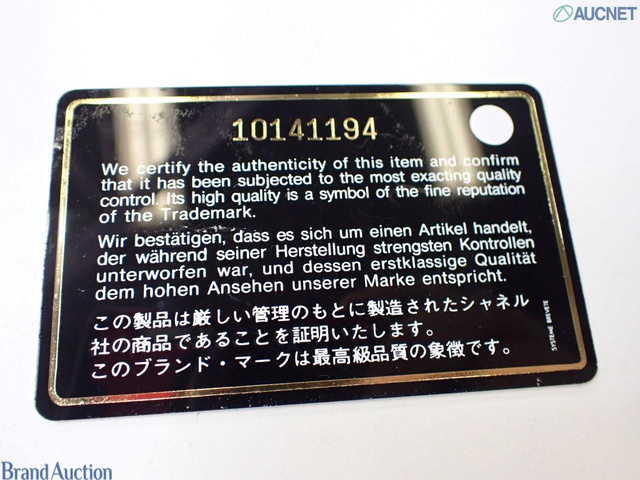 AUCNET
10141194
We certify the authenticity of this item and confirm
that it has been subjected to the most exacting quality
control. Its high quality is a symbol of the fine reputation
of the Trademark.
Wir bestätigen, dass es sich um einen Artikel handelt,
der während seiner Herstellung strengsten Kontrollen
unterworfen war, und dessen erstklassige Qualität
dem hohen Ansehen unserer Marke entspricht.
この製品は厳しい管理のもとに製造されたシャネル
社の商品であることを証明いたします。
このブランド・マークは最高級品質の象徴です。
SYSTEME BREVETE
Brand Auction